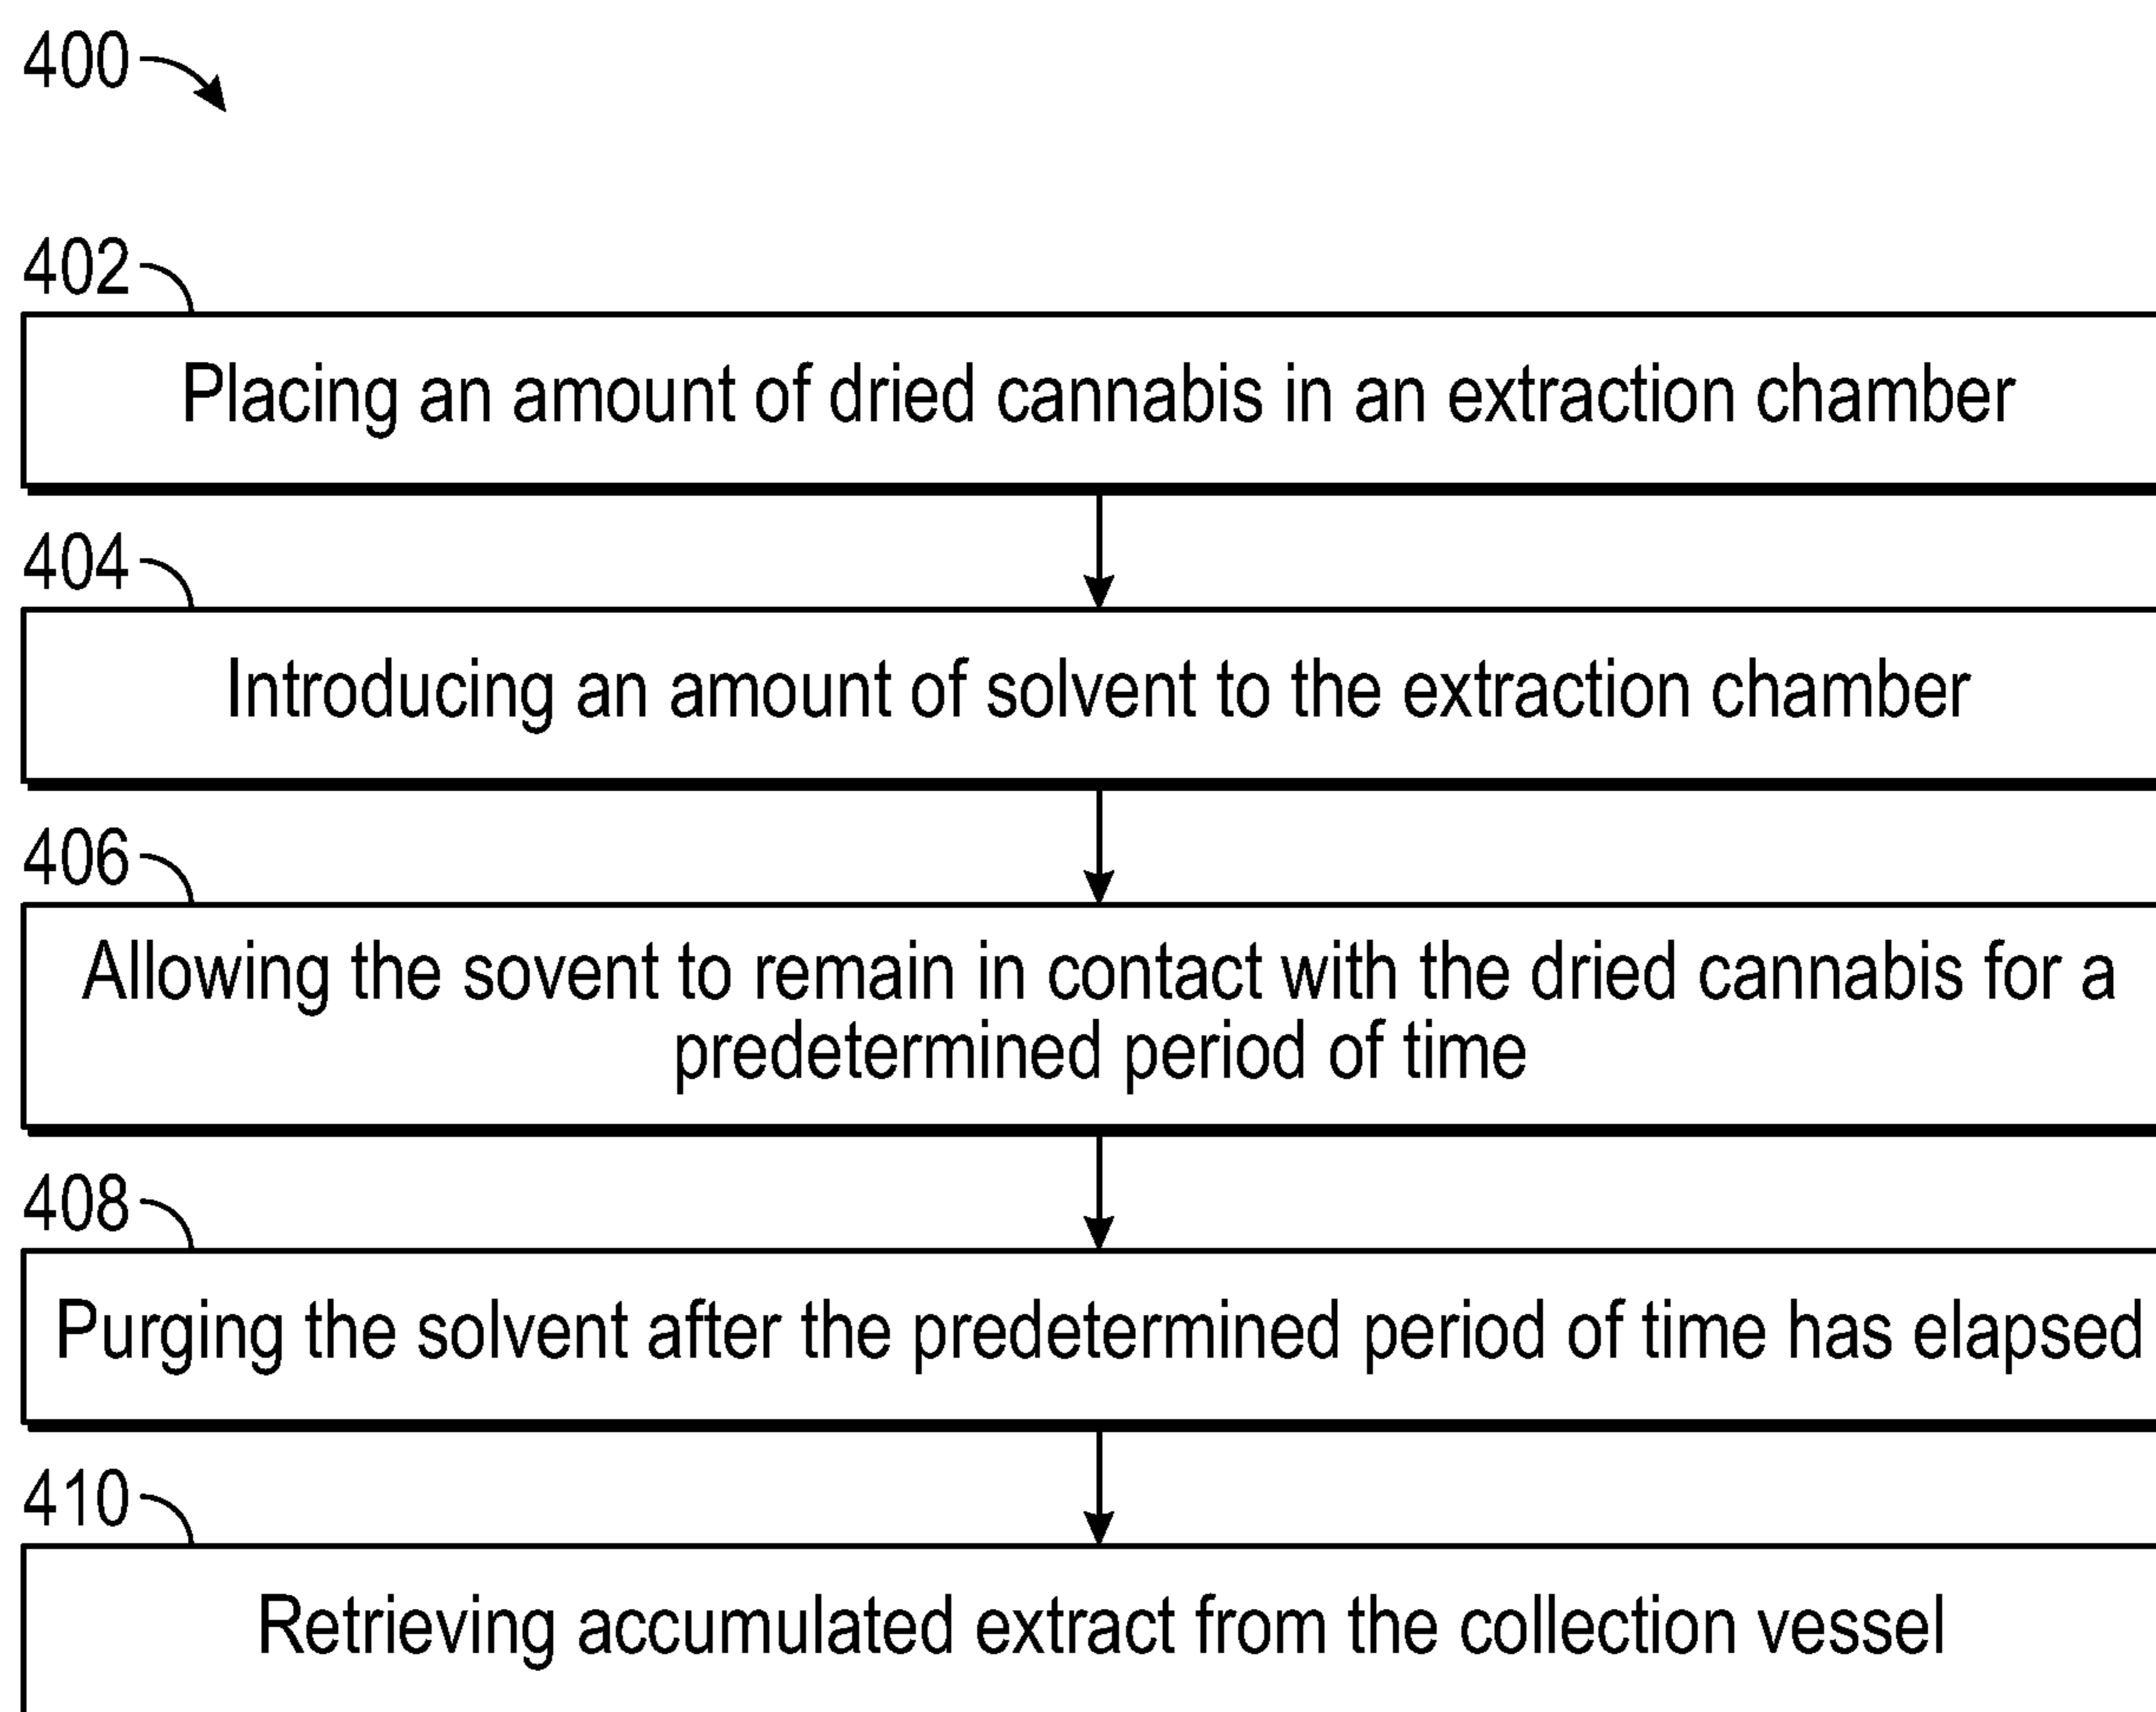 400
402
Placing an amount of dried cannabis in an extraction chamber
404
Introducing an amount of solvent to the extraction chamber
406
Allowing the sovent to remain in contact with the dried cannabis for a
predetermined period of time
408
Purging the solvent after the predetermined period of time has elapsed
410
Retrieving accumulated extract from the collection vessel